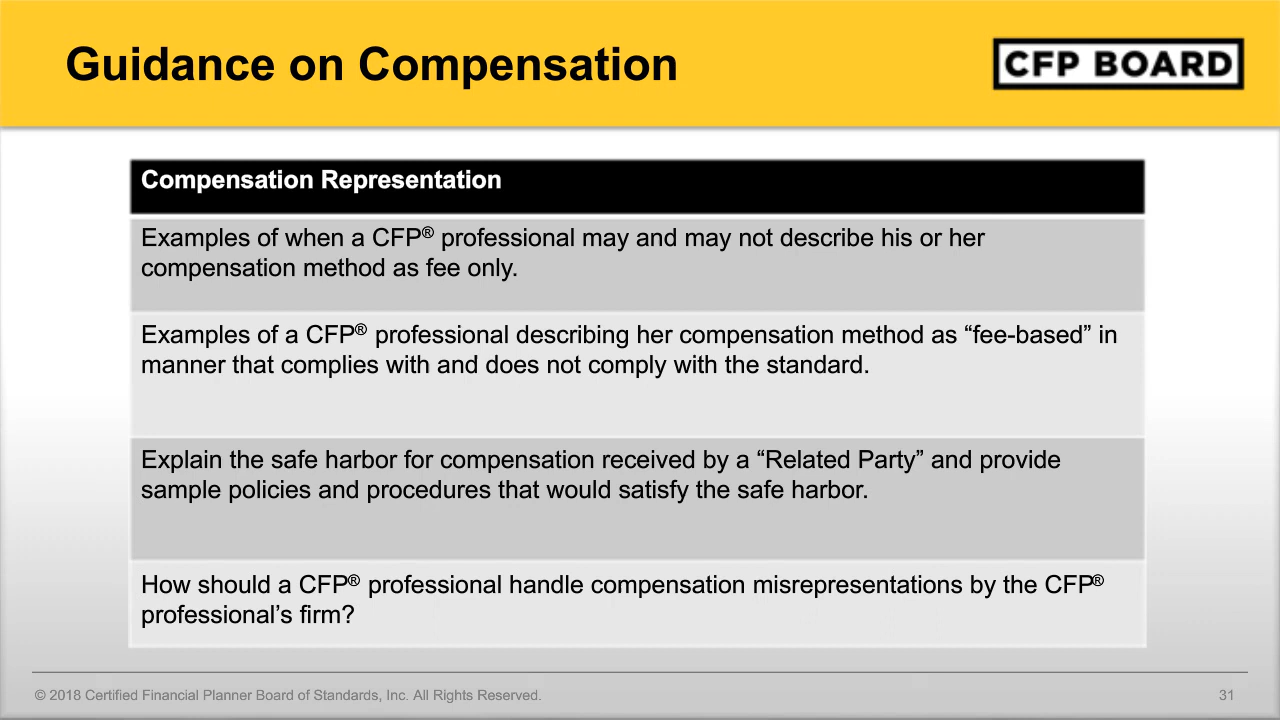 Guidance on Compensation
CFP BOARD
Compensation Representation
Examples of when a CFP® professional may and may not describe his or her
compensation method as fee only.
Examples of a CFP® professional describing her compensation method as “fee-based” in
manner that complies with and does not comply with the standard.
Explain the safe harbor for compensation received by a “Related Party” and provide
sample policies and procedures that would satisfy the safe harbor.
How should a CFP® professional handle compensation misrepresentations by the CFP®
professional’s firm?
© 2018 Certified Financial Planner Board of Standards, Inc. All Rights Reserved.
31